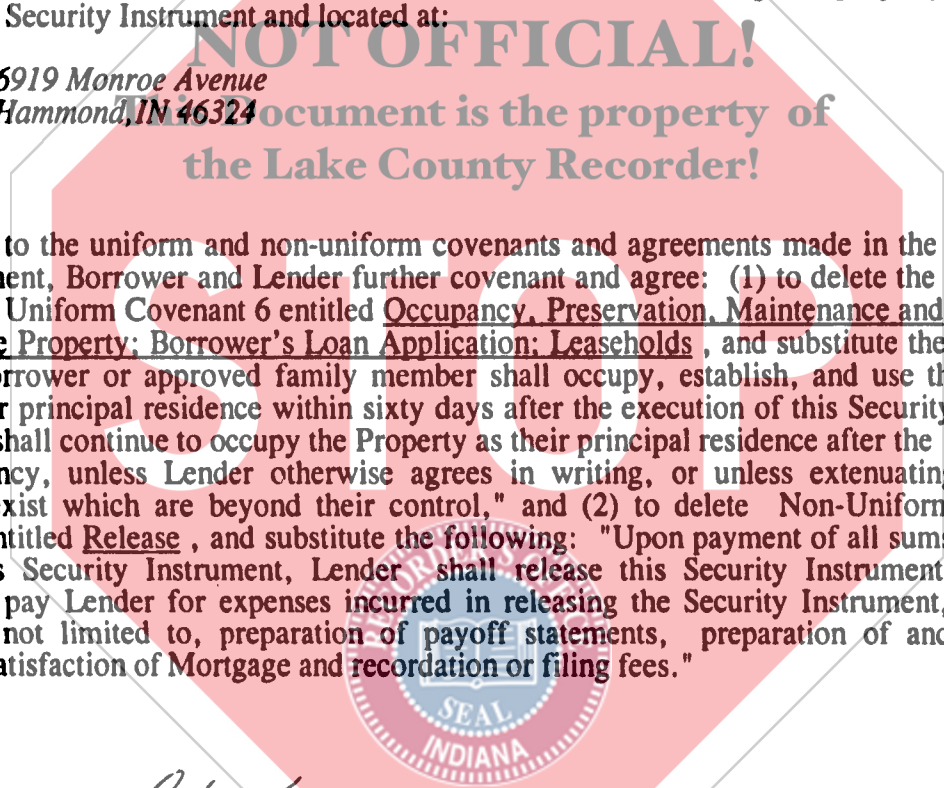 Security Instrument and located at:
NOT OFFICIAL!
6919 Monroe Avenue
Hammond, IN 46324
This Document is the property of
the Lake County Recorder!
to the uniform and non-uniform covenants and agreements made in the
ent, Borrower and Lender further covenant and agree: (1) to delete the
Uniform Covenant 6 entitled Occupancy, Preservation, Maintenance and
e Property: Borrower's Loan Application; Leaseholds , and substitute the
orrower or approved family member shall occupy, establish, and use th
r principal residence within sixty days after the execution of this Security
shall continue to occupy the Property as their principal residence after the
ncy, unless Lender otherwise agrees in writing, or unless extenuating
xist which are beyond their control," and (2) to delete Non-Uniform
ntitled Release , and substitute the following: "Upon payment of all sums
s Security Instrument, Lender shall release this Security Instrument
pay Lender for expenses incurred in releasing the Security Instrument,
not limited to, preparation of payoff statements, preparation of and
atisfaction of Mortgage and recordation or filing fees."
STOP
RECORDER'S OFFICE
SEAL
INDIANA